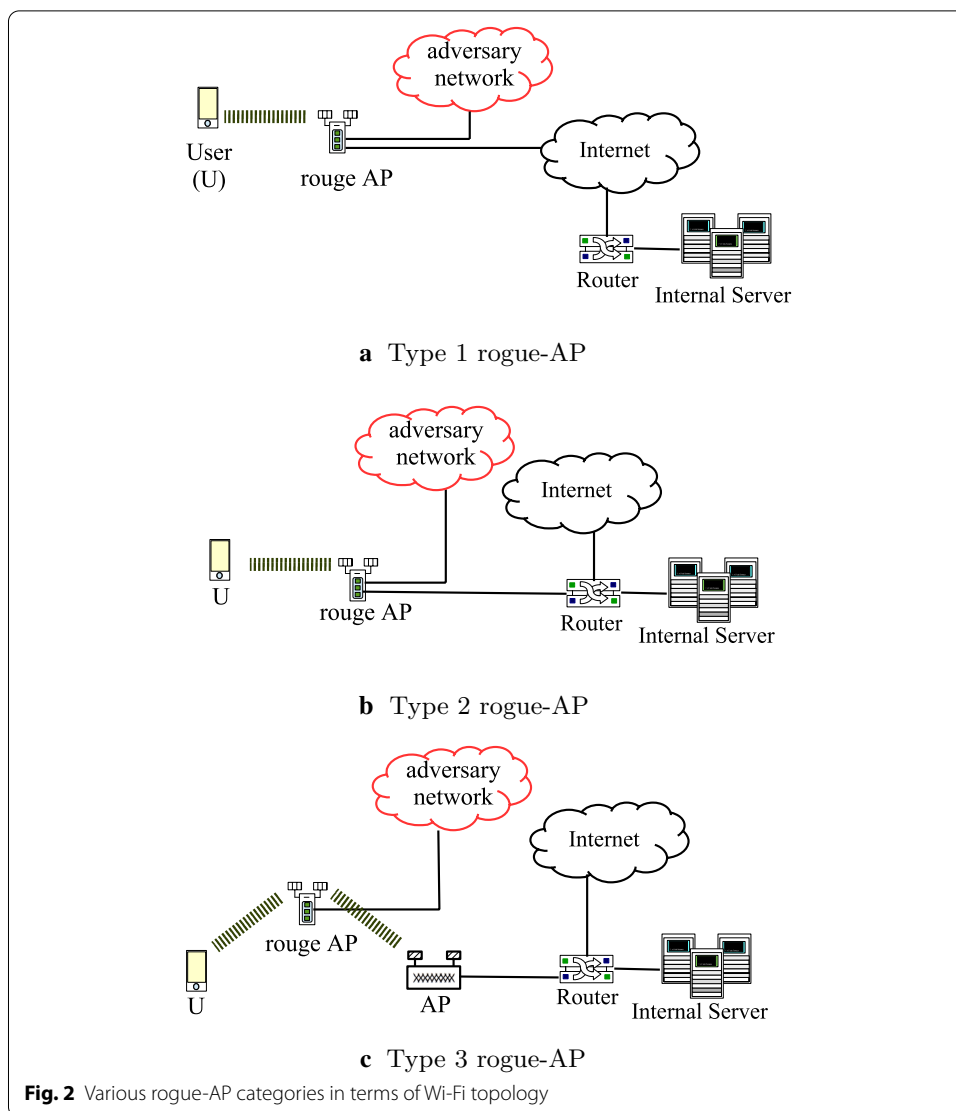 adversary
network
User
(U)
rouge AP
Internet
Router
Internal Server
a Type 1 rogue-AP
adversary
network
Internet
U
rouge AP
Router
Internal Server
b Type 2 rogue-AP
adversary
network
Internet
rouge AP
U
AP
Router
Internal Server
c Type 3 rogue-AP
Fig. 2 Various rogue-AP categories in terms of Wi-Fi topology